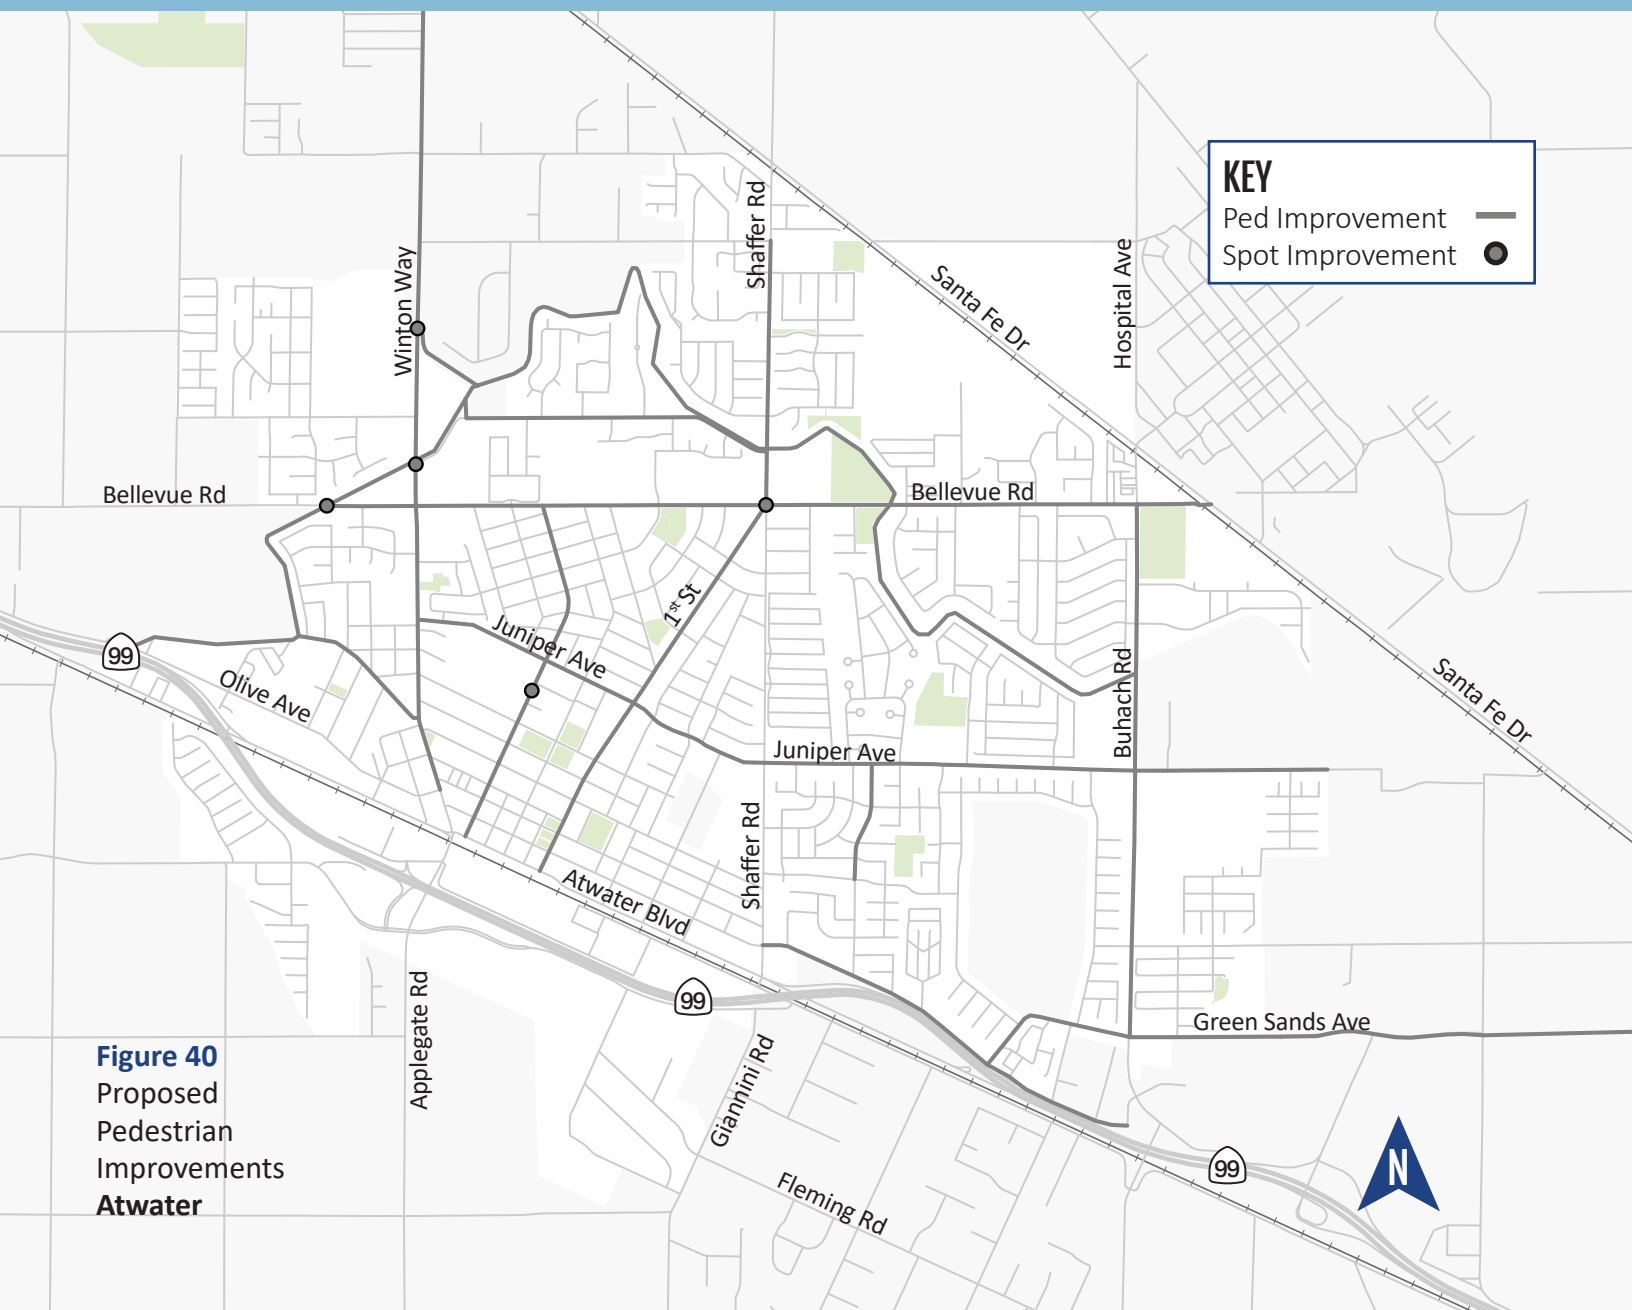 KEY
Ped Improvement
Spot Improvement
Shaffer Rd
Winton Way
Santa Fe Dr
Hospital Ave
Bellevue Rd
Bellevue Rd
1st St
Juniper Ave
99
Olive Ave
Buhach Rd
Santa Fe Dr
Juniper Ave
Shaffer Rd
Atwater Blvd
99
Applegate Rd
Green Sands Ave
Giannini Rd
Figure 40
Proposed
Pedestrian
Improvements
Atwater
99
N
Fleming Rd